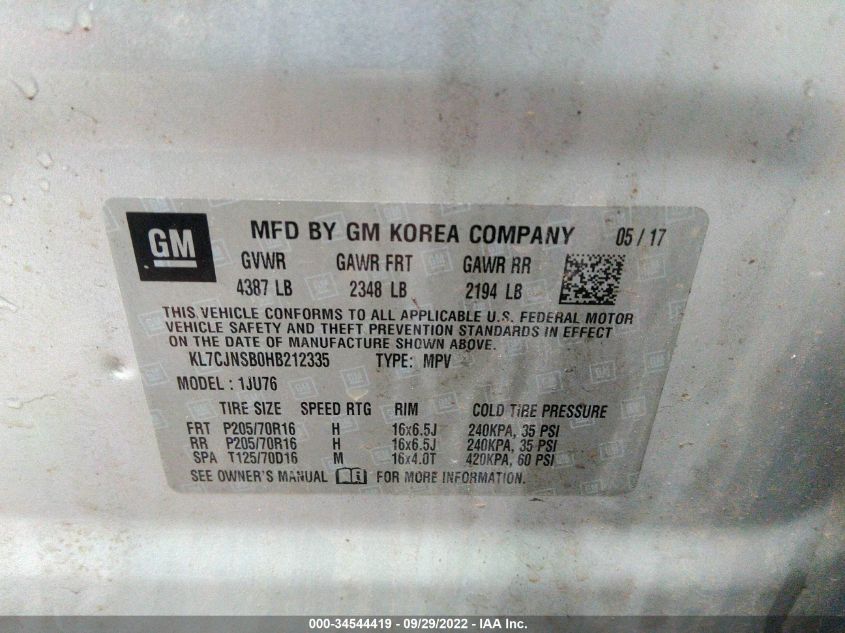 GM MFD BY GM KOREA COMPANY 05 / 17
GVWR GAWR FRT GAWR RR
4387 LB 2348 LB 2194 LB
THIS VEHICLE CONFORMS TO ALL APPLICABLE U.S. FEDERAL MOTOR
VEHICLE SAFETY AND THEFT PREVENTION STANDARDS IN EFFECT
ON THE DATE OF MANUFACTURE SHOWN ABOVE.
KL7CJNSB0HB212335 TYPE: MPV
MODEL : 1JU76
TIRE SIZE SPEED RTG RIM COLD TIRE PRESSURE
FRT P205/70R16 H 16x6.5J 240KPA, 35 PSI
RR P205/70R16 H 16x6.5J 240KPA, 35 PSI
SPA T125/70D16 M 16x4.0T 420KPA, 60 PSI
SEE OWNER'S MANUAL FOR MORE INFORMATION.
000-34544419 - 09/29/2022 - IAA Inc.